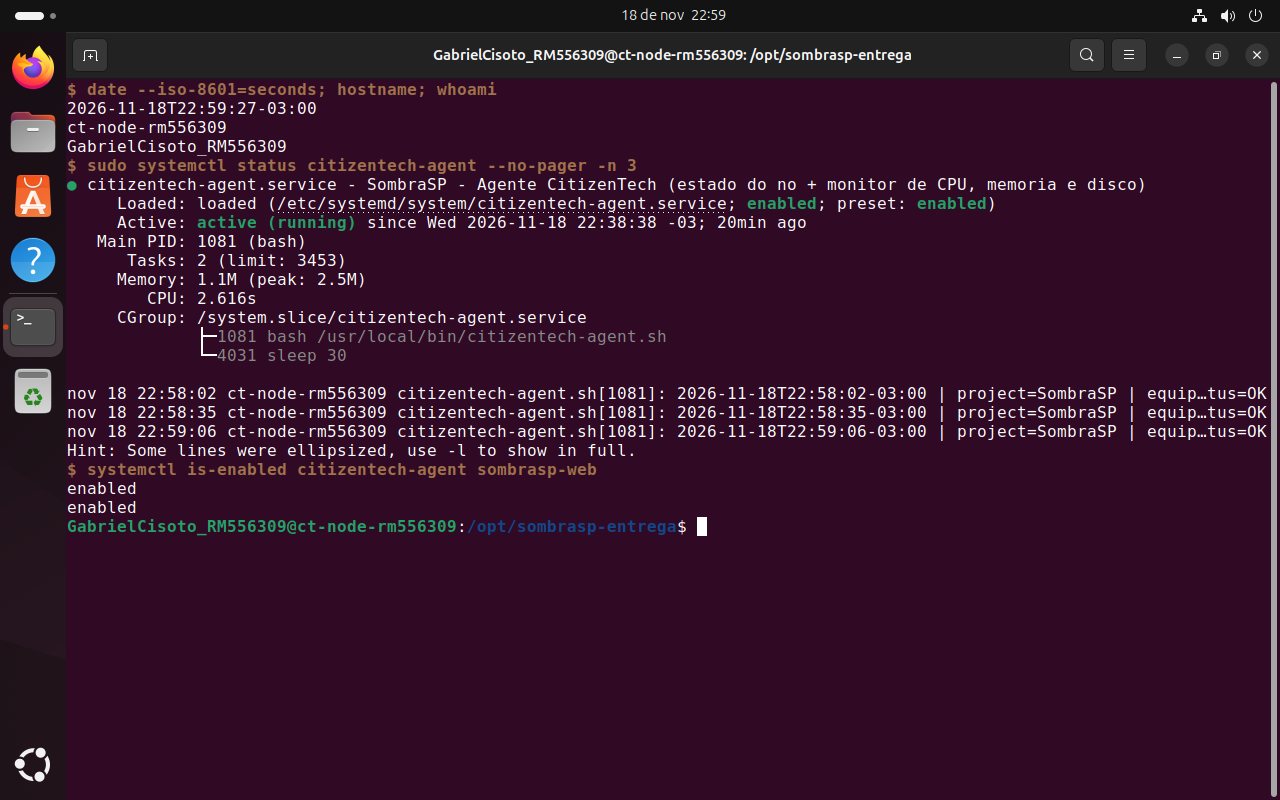 18 de nov 22:59
GabrielCisoto_RM556309@ct-node-rm556309: /opt/sombrasp-entrega
$ date --iso-8601=seconds; hostname; whoami
2026-11-18T22:59:27-03:00
ct-node-rm556309
GabrielCisoto_RM556309
$ sudo systemctl status citizentech-agent --no-pager -n 3
● citizentech-agent.service - SombraSP - Agente CitizenTech (estado do no + monitor de CPU, memoria e disco)
Loaded: loaded (/etc/systemd/system/citizentech-agent.service; enabled; preset: enabled)
Active: active (running) since Wed 2026-11-18 22:38:38 -03; 20min ago
Main PID: 1081 (bash)
Tasks: 2 (limit: 3453)
Memory: 1.1M (peak: 2.5M)
CPU: 2.616s
CGroup: /system.slice/citizentech-agent.service
├─1081 bash /usr/local/bin/citizentech-agent.sh
└─4031 sleep 30
nov 18 22:58:02 ct-node-rm556309 citizentech-agent.sh[1081]: 2026-11-18T22:58:02-03:00 | project=SombraSP | equip…tus=OK
nov 18 22:58:35 ct-node-rm556309 citizentech-agent.sh[1081]: 2026-11-18T22:58:35-03:00 | project=SombraSP | equip…tus=OK
nov 18 22:59:06 ct-node-rm556309 citizentech-agent.sh[1081]: 2026-11-18T22:59:06-03:00 | project=SombraSP | equip…tus=OK
Hint: Some lines were ellipsized, use -l to show in full.
$ systemctl is-enabled citizentech-agent sombrasp-web
enabled
enabled
GabrielCisoto_RM556309@ct-node-rm556309:/opt/sombrasp-entrega$